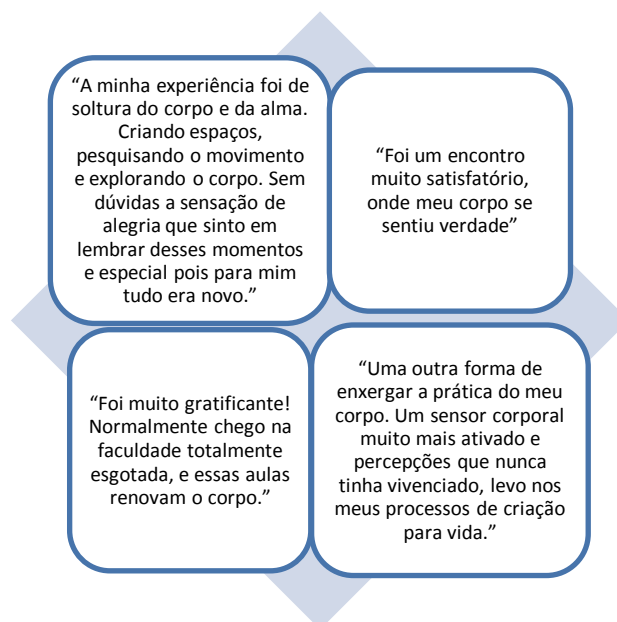 “A minha experiência foi de
soltura do corpo e da alma.
Criando espaços,
pesquisando o movimento
e explorando o corpo. Sem
dúvidas a sensação de
alegria que sinto em
lembrar desses momentos
e especial pois para mim
tudo era novo.”
“Foi um encontro
muito satisfatório,
onde meu corpo se
sentiu verdade”
“Foi muito gratificante!
Normalmente chego na
faculdade totalmente
esgotada, e essas aulas
renovam o corpo.”
“Uma outra forma de
enxergar a prática do meu
corpo. Um sensor corporal
muito mais ativado e
percepções que nunca
tinha vivenciado, levo nos
meus processos de criação
para vida.”